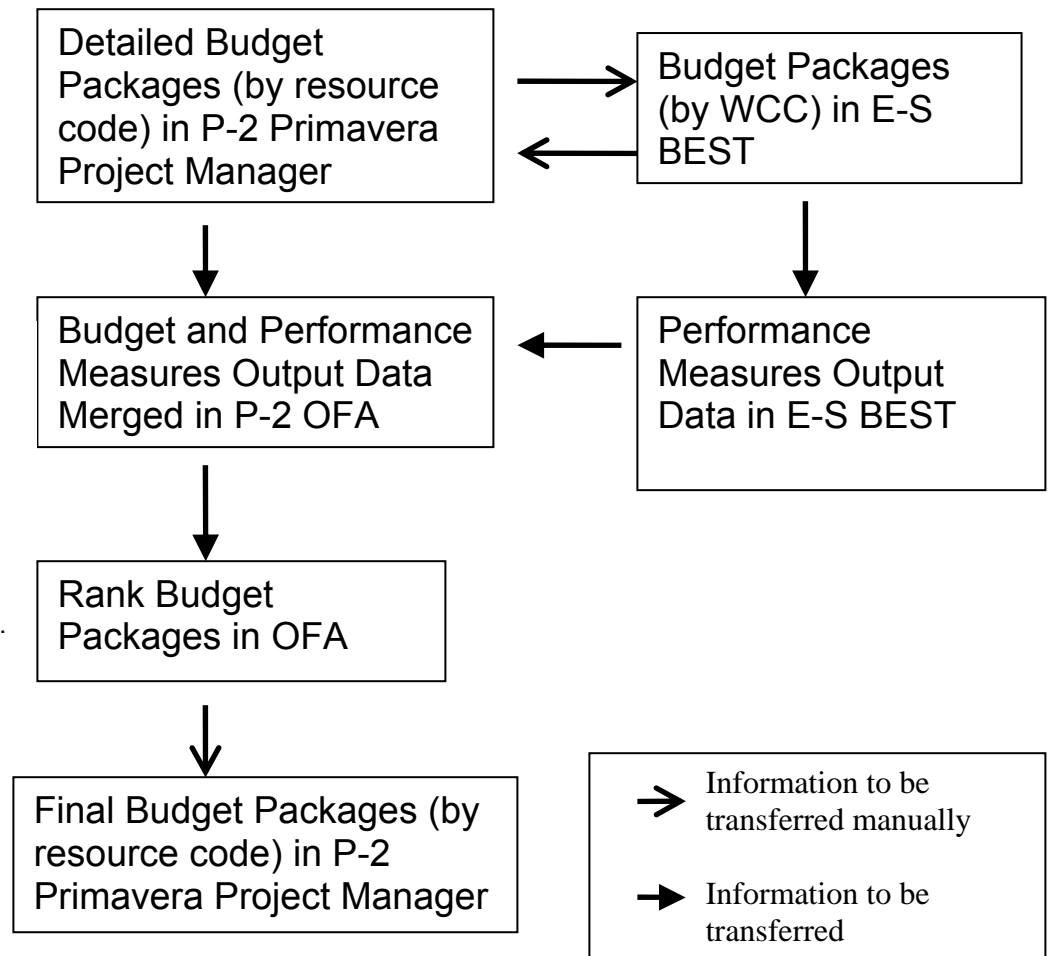 Detailed Budget
Packages (by resource
code) in P-2 Primavera
Project Manager
Budget Packages
(by WCC) in E-S
BEST
Budget and Performance
Measures Output Data
Merged in P-2 OFA
Performance
Measures Output
Data in E-S BEST
Rank Budget
Packages in OFA
.
Final Budget Packages (by
resource code) in P-2
Primavera Project Manager
Information to be
transferred manually
Information to be
transferred